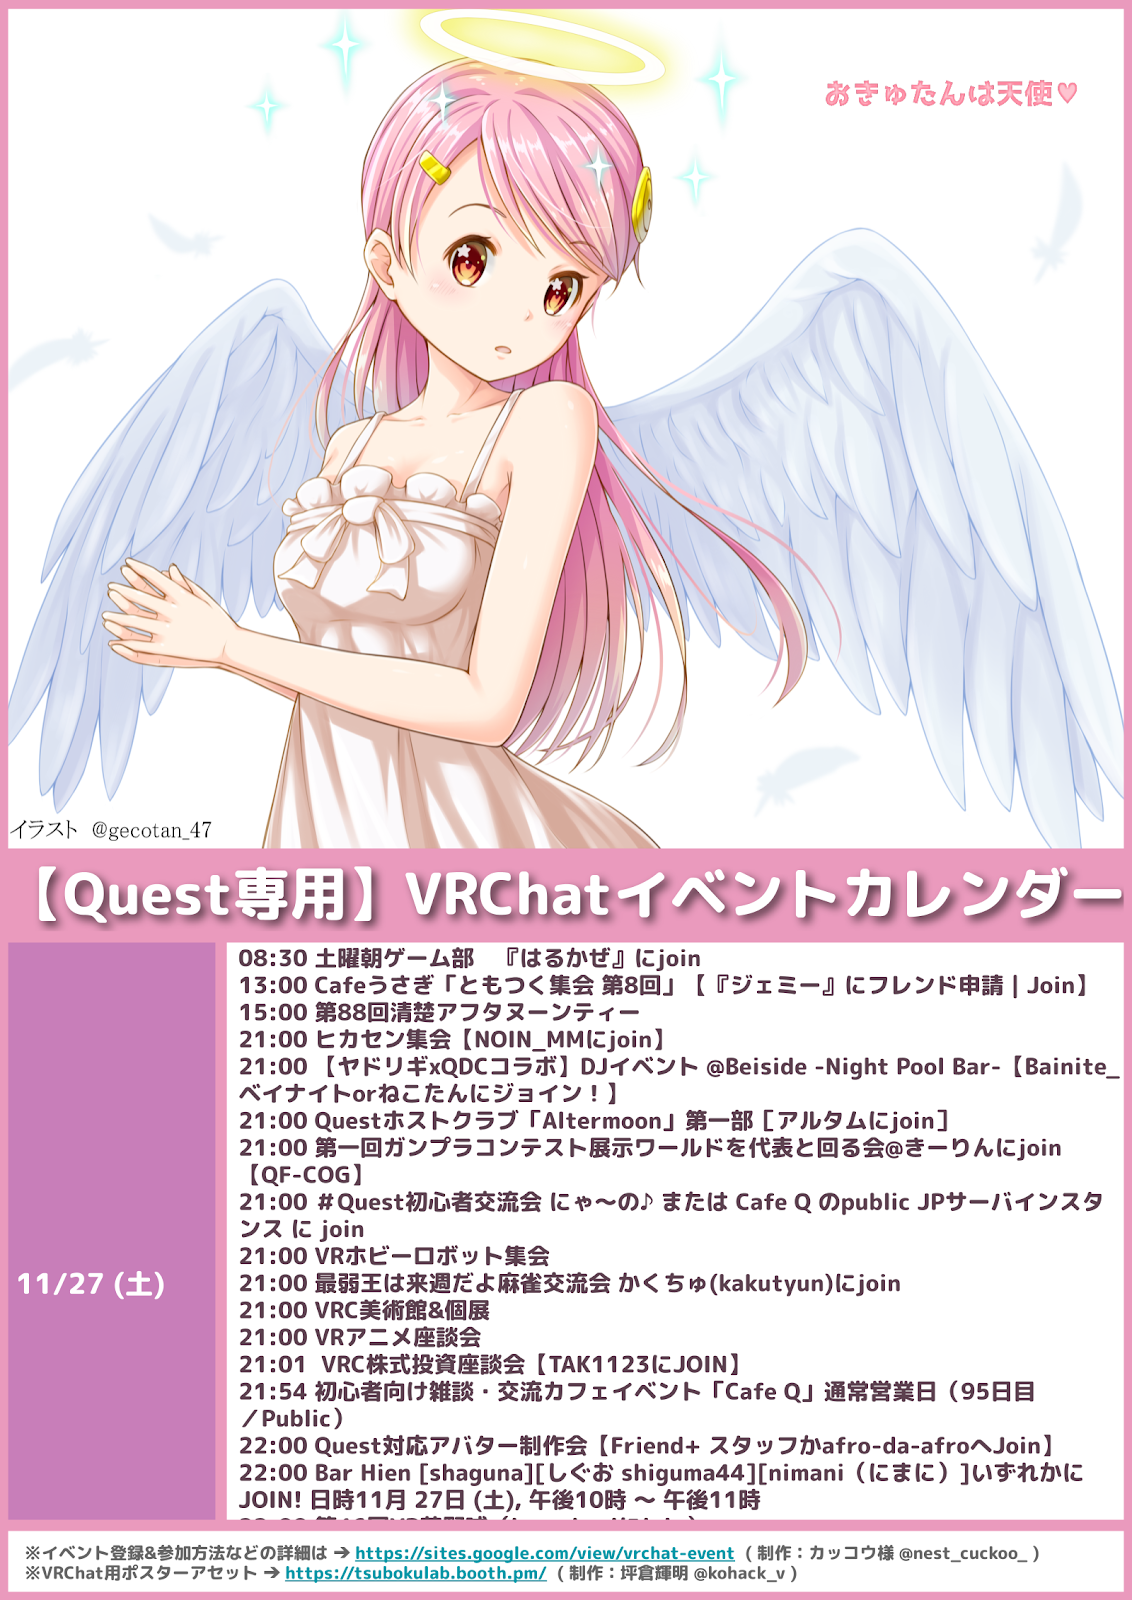 おきゅたんは天使♥
イラスト @gecotan_47
【Quest専用】VRChatイベントカレンダー
11/27 (土)
08:30 土曜朝ゲーム部 『はるかぜ』にjoin
13:00 Cafeうさぎ「ともつく集会 第8回」【『ジェミー』にフレンド申請 | Join】
15:00 第88回清楚アフタヌーンティー
21:00 ヒカセン集会【NOIN_MMにjoin】
21:00 【ヤドリギxQDCコラボ】DJイベント @Beiside -Night Pool Bar-【Bainite_
ベイナイトorねこたんにジョイン！】
21:00 Questホストクラブ「Altermoon」第一部［アルタムにjoin］
21:00 第一回ガンプラコンテスト展示ワールドを代表と回る会@きーりんにjoin
【QF-COG】
21:00 ＃Quest初心者交流会 にゃ～の♪ または Cafe Q のpublic JPサーバインスタ
ンス に join
21:00 VRホビーロボット集会
21:00 最弱王は来週だよ麻雀交流会 かくちゅ(kakutyun)にjoin
21:00 VRC美術館&個展
21:00 VRアニメ座談会
21:01 VRC株式投資座談会【TAK1123にJOIN】
21:54 初心者向け雑談・交流カフェイベント「Cafe Q」通常営業日（95日目
／Public）
22:00 Quest対応アバター制作会【Friend+ スタッフかafro-da-afroへJoin】
22:00 Bar Hien [shaguna][しぐお shiguma44][nimani（にまに）]いずれかに
JOIN! 日時11月 27日 (土), 午後10時 ～ 午後11時
※イベント登録&参加方法などの詳細は → https://sites.google.com/view/vrchat-event ( 制作：カッコウ様 @nest_cuckoo_ )
※VRChat用ポスターアセット → https://tsubokulab.booth.pm/ ( 制作：坪倉輝明 @kohack_v )